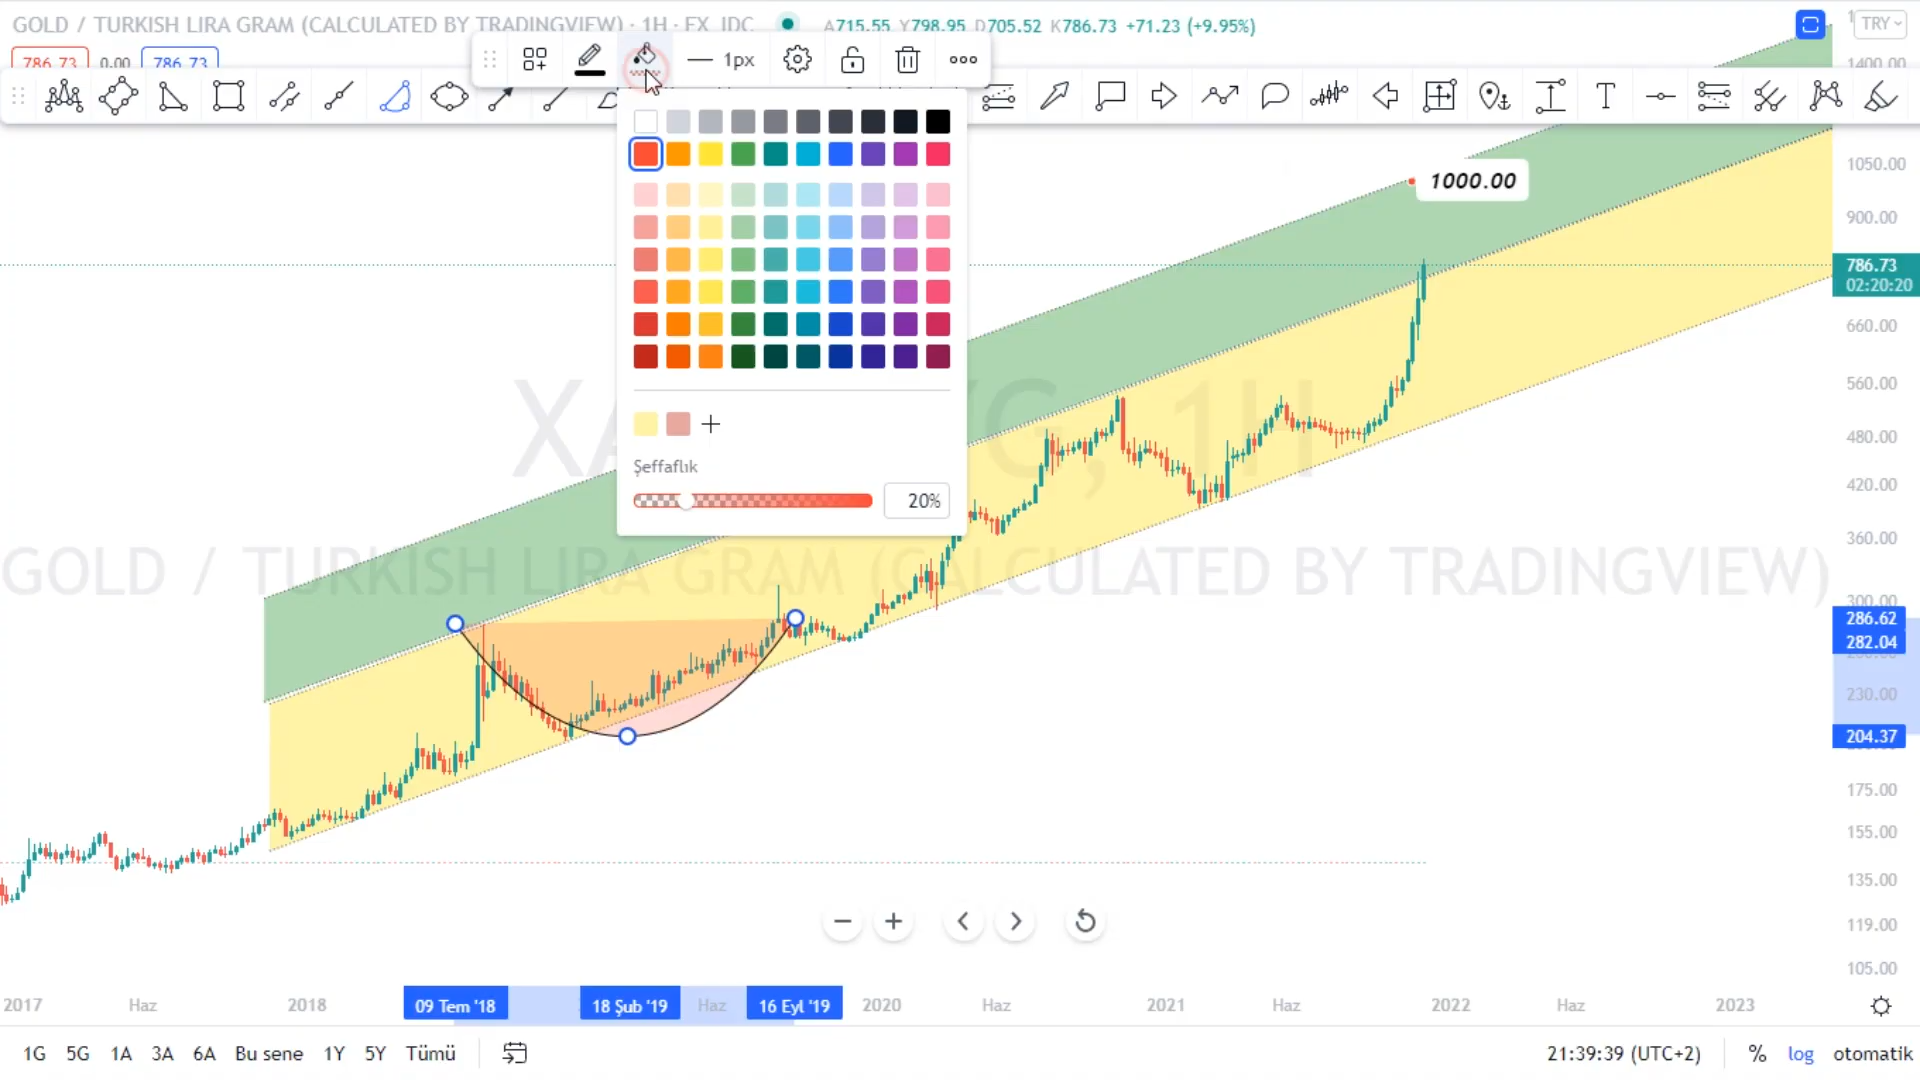 GOLD / TURKISH LIRA GRAM (CALCULATED BY TRADINGVIEW) · 1H · FX_IDC
A715.55 Y798.95 D705.52 K786.73 +71.23 (+9.95%)
TRY
786.73 0.00 786.73
1px
1400.00
1050.00
1000.00
900.00
786.73
02:20:20
660.00
560.00
480.00
420.00
360.00
300.00
286.62
282.04
230.00
204.37
175.00
155.00
135.00
119.00
105.00
Şeffaflık
20%
GOLD / TURKISH LIRA GRAM (CALCULATED BY TRADINGVIEW)
2017 Haz 2018 09 Tem '18 18 Şub '19 Haz 16 Eyl '19 2020 Haz 2021 Haz 2022 Haz 2023
1G 5G 1A 3A 6A Bu sene 1Y 5Y Tümü
21:39:39 (UTC+2) % log otomatik